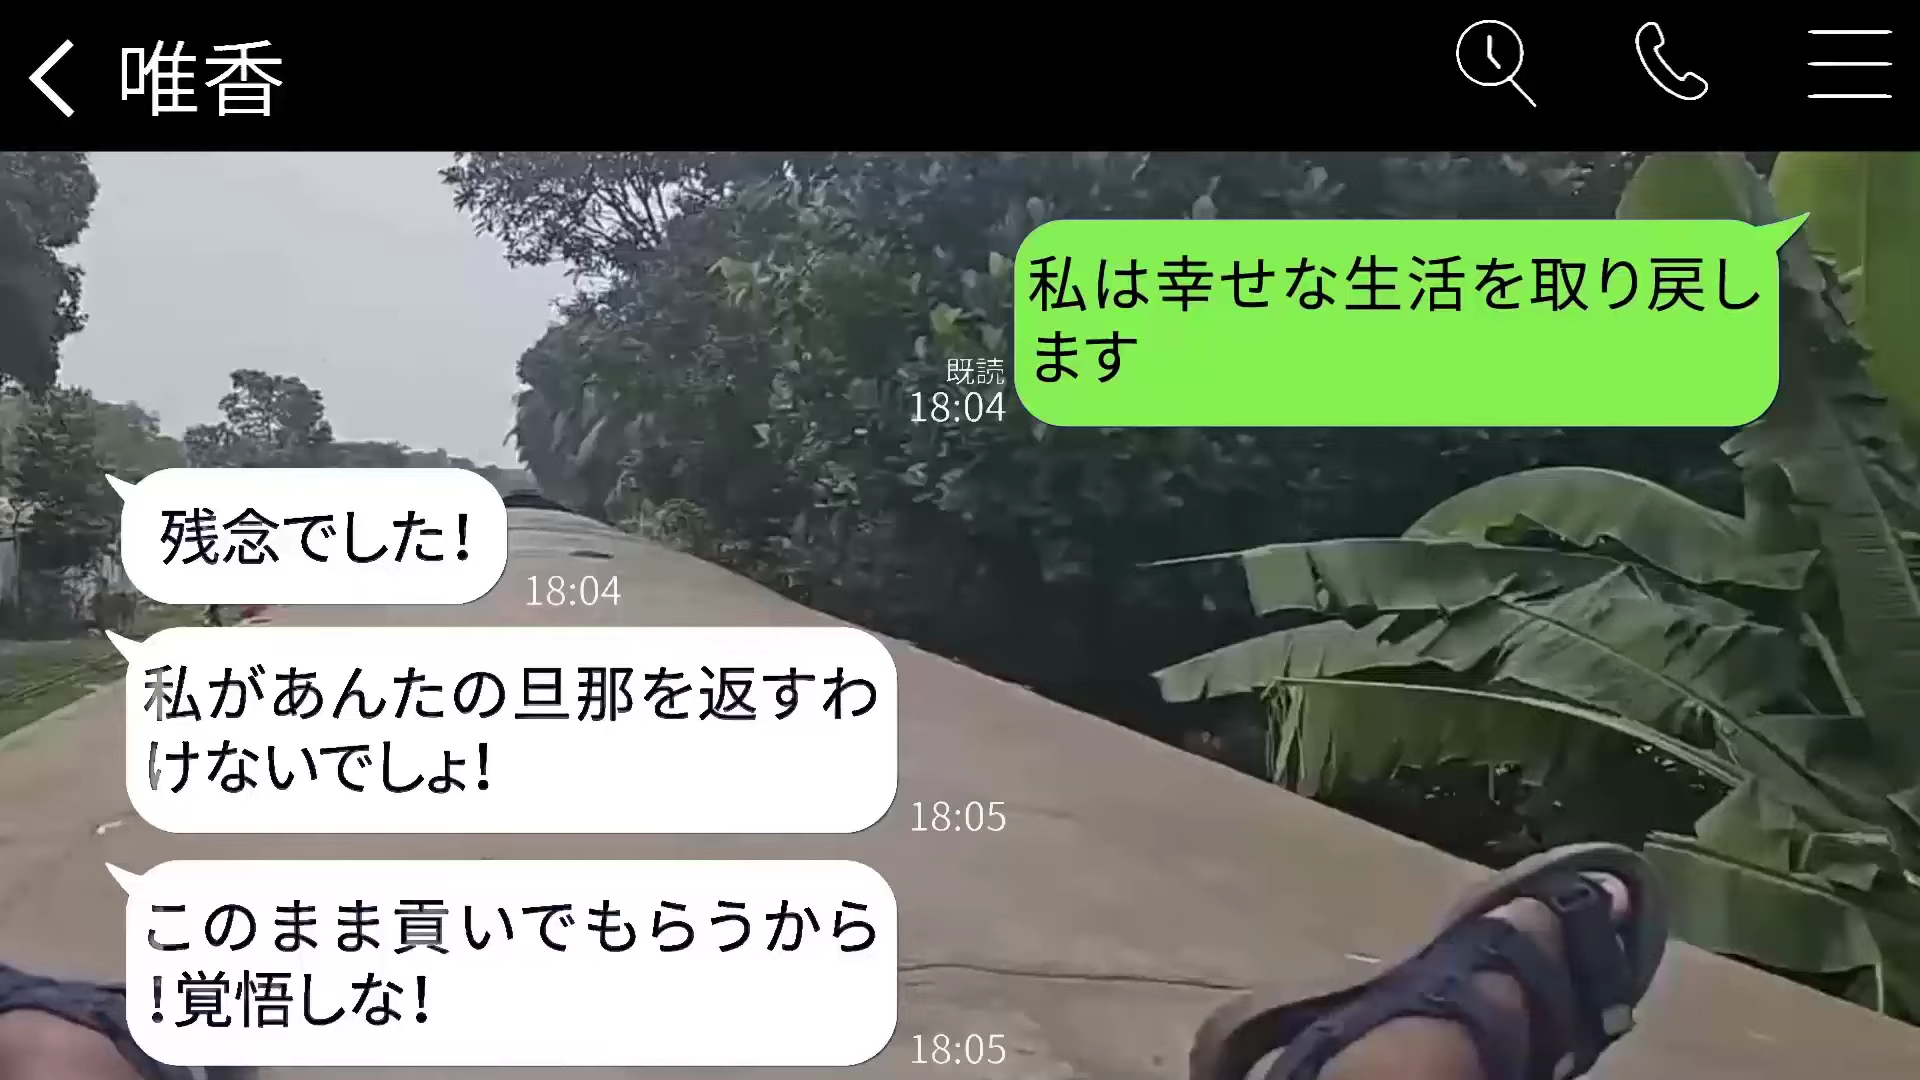 唯香
私は幸せな生活を取り戻し
ます
既読
18:04
残念でした!
18:04
私があんたの旦那を返すわ
けないでしょ!
18:05
このまま貢いでもらうから
!覚悟しな!
18:05